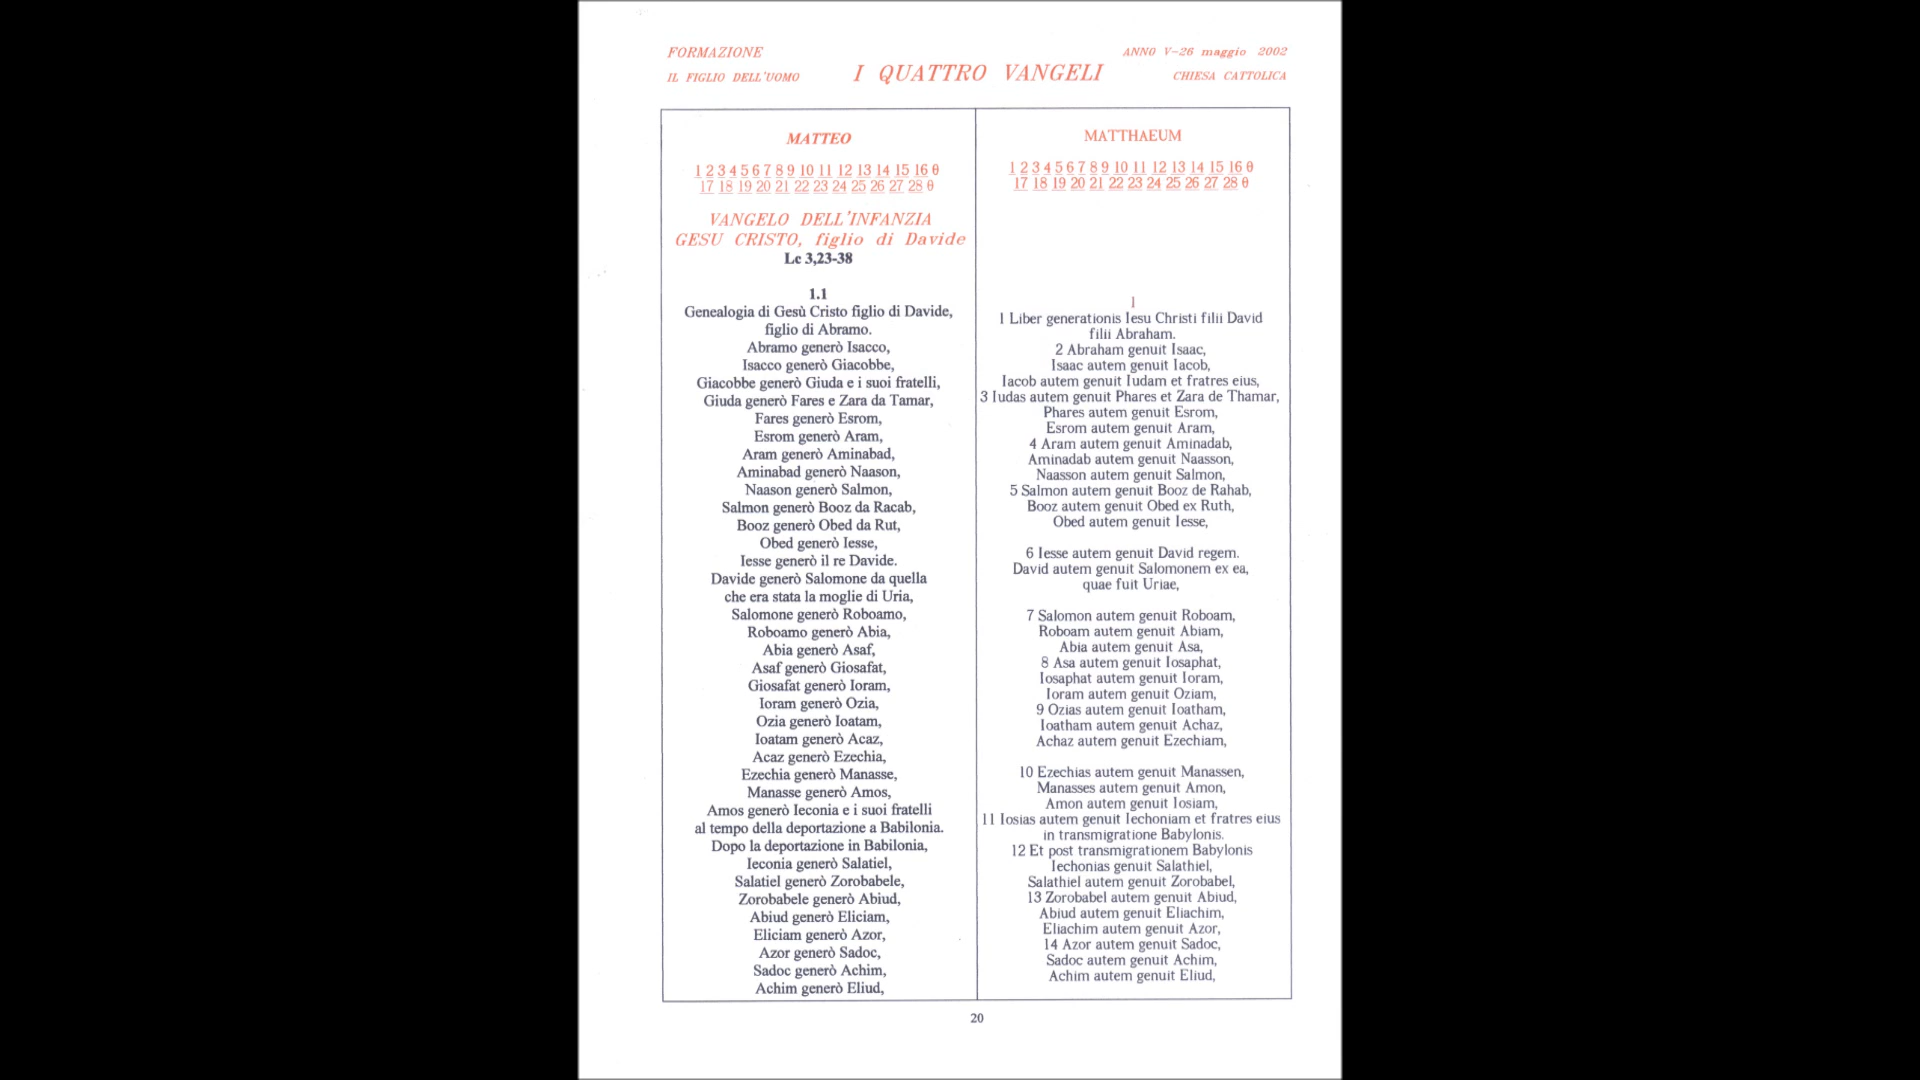 FORMAZIONE
ANNO V-26 maggio 2002
IL FIGLIO DELL'UOMO
I QUATTRO VANGELI
CHIESA CATTOLICA
MATTEO
1 2 3 4 5 6 7 8 9 10 11 12 13 14 15 16 θ
17 18 19 20 21 22 23 24 25 26 27 28 θ
VANGELO DELL'INFANZIA
GESU CRISTO, figlio di Davide
Lc 3,23-38
1.1
Genealogia di Gesù Cristo figlio di Davide,
figlio di Abramo.
Abramo generò Isacco,
Isacco generò Giacobbe,
Giacobbe generò Giuda e i suoi fratelli,
Giuda generò Fares e Zara da Tamar,
Fares generò Esrom,
Esrom generò Aram,
Aram generò Aminabad,
Aminabad generò Naason,
Naason generò Salmon,
Salmon generò Booz da Racab,
Booz generò Obed da Rut,
Obed generò Iesse,
Iesse generò il re Davide.
Davide generò Salomone da quella
che era stata la moglie di Uria,
Salomone generò Roboamo,
Roboamo generò Abia,
Abia generò Asaf,
Asaf generò Giosafat,
Giosafat generò Ioram,
Ioram generò Ozia,
Ozia generò Ioatam,
Ioatam generò Acaz,
Acaz generò Ezechia,
Ezechia generò Manasse,
Manasse generò Amos,
Amos generò Ieconia e i suoi fratelli
al tempo della deportazione a Babilonia.
Dopo la deportazione in Babilonia,
Ieconia generò Salatiel,
Salatiel generò Zorobabele,
Zorobabele generò Abiud,
Abiud generò Eliciam,
Eliciam generò Azor,
Azor generò Sadoc,
Sadoc generò Achim,
Achim generò Eliud,
MATTHAEUM
1 2 3 4 5 6 7 8 9 10 11 12 13 14 15 16 θ
17 18 19 20 21 22 23 24 25 26 27 28 θ
1
1 Liber generationis Iesu Christi filii David
filii Abraham.
2 Abraham genuit Isaac,
Isaac autem genuit Iacob,
Iacob autem genuit Iudam et fratres eius,
3 Iudas autem genuit Phares et Zara de Thamar,
Phares autem genuit Esrom,
Esrom autem genuit Aram,
4 Aram autem genuit Aminadab,
Aminadab autem genuit Naasson,
Naasson autem genuit Salmon,
5 Salmon autem genuit Booz de Rahab,
Booz autem genuit Obed ex Ruth,
Obed autem genuit Iesse,
6 Iesse autem genuit David regem.
David autem genuit Salomonem ex ea,
quae fuit Uriae,
7 Salomon autem genuit Roboam,
Roboam autem genuit Abiam,
Abia autem genuit Asa,
8 Asa autem genuit Iosaphat,
Iosaphat autem genuit Ioram,
Ioram autem genuit Oziam,
9 Ozias autem genuit Ioatham,
Ioatham autem genuit Achaz,
Achaz autem genuit Ezechiam,
10 Ezechias autem genuit Manassen,
Manasses autem genuit Amon,
Amon autem genuit Iosiam,
11 Iosias autem genuit Iechoniam et fratres eius
in transmigratione Babylonis.
12 Et post transmigrationem Babylonis
Iechonias genuit Salathiel,
Salathiel autem genuit Zorobabel,
13 Zorobabel autem genuit Abiud,
Abiud autem genuit Eliachim,
Eliachim autem genuit Azor,
14 Azor autem genuit Sadoc,
Sadoc autem genuit Achim,
Achim autem genuit Eliud,
20